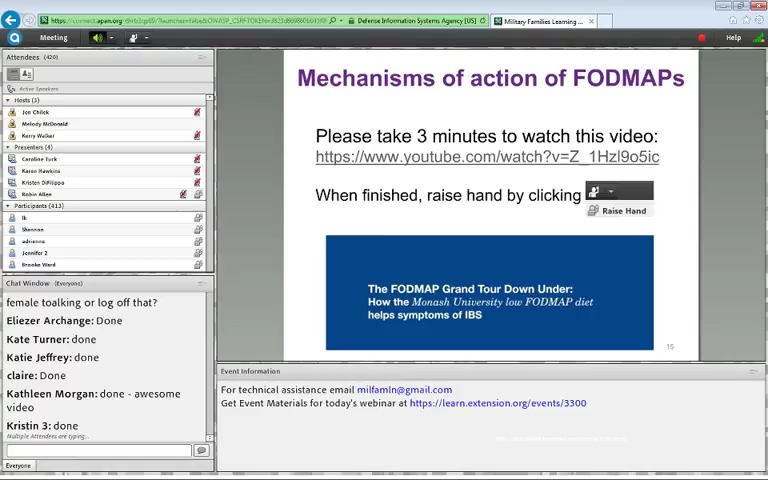 Defense Information Systems Agency [US]
Military Families Learning ...
Meeting
Help
Attendees (420)
Active Speakers
Hosts (3)
Jen Chilek
Melody McDonald
Kerry Walker
Presenters (4)
Caroline Tuck
Karen Hawkins
Kristen DiFilippo
Robin Allen
Participants (413)
lk
Shannon
adrianna
Jennifer 2
Brooke Ward
Chat Window (Everyone)
female toalking or log off that?
Eliezer Archange: Done
Kate Turner: done
Katie Jeffrey: done
claire: Done
Kathleen Morgan: done - awesome
video
Kristin 3: done
Multiple Attendees are typing...
Everyone
Mechanisms of action of FODMAPs
Please take 3 minutes to watch this video:
https://www.youtube.com/watch?v=Z_1Hzl9o5ic
When finished, raise hand by clicking
Raise Hand
The FODMAP Grand Tour Down Under:
How the Monash University low FODMAP diet
helps symptoms of IBS
15
Event Information
For technical assistance email milfamln@gmail.com
Get Event Materials for today's webinar at https://learn.extension.org/events/3300